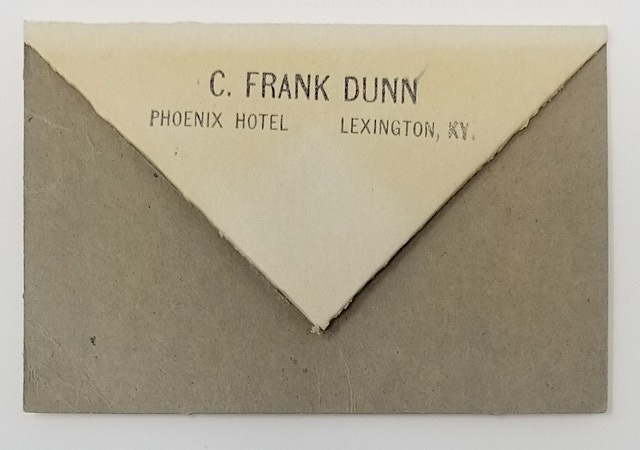 C. FRANK DUNN
PHOENIX HOTEL LEXINGTON, KY.